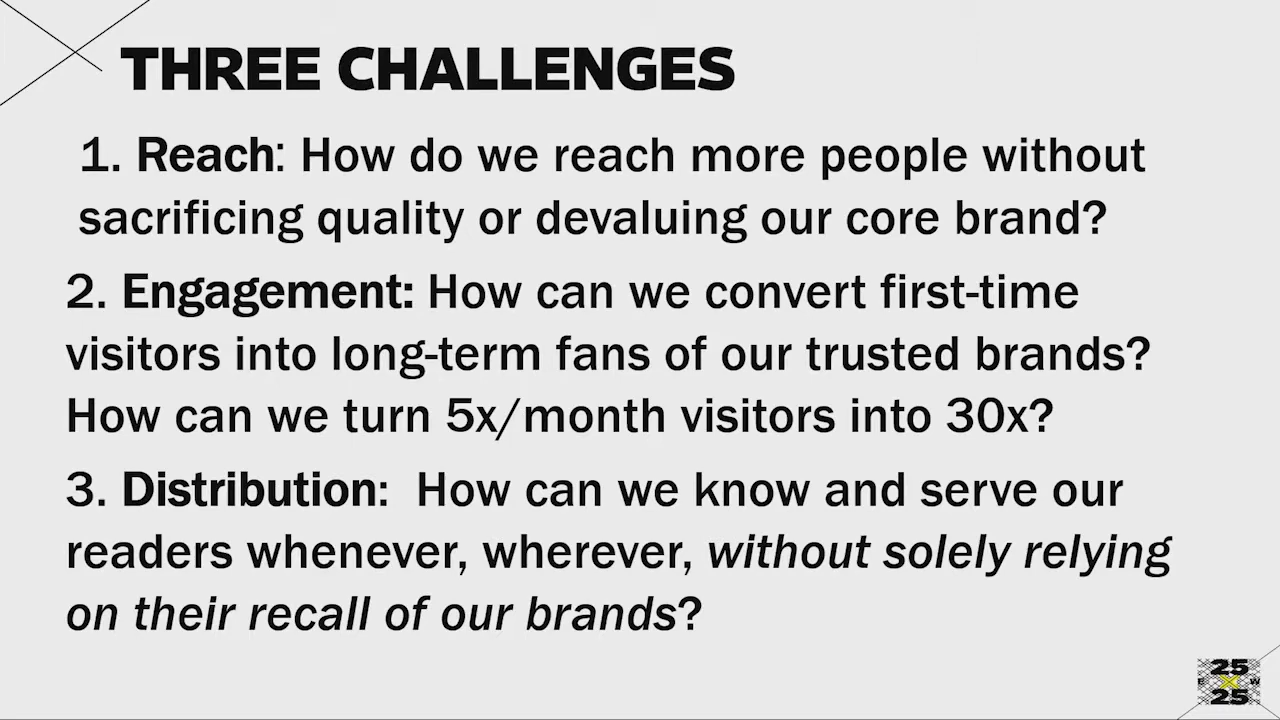 THREE CHALLENGES
1. Reach: How do we reach more people without
sacrificing quality or devaluing our core brand?
2. Engagement: How can we convert first-time
visitors into long-term fans of our trusted brands?
How can we turn 5x/month visitors into 30x?
3. Distribution:  How can we know and serve our
readers whenever, wherever, without solely relying
on their recall of our brands?
25
E X W
25